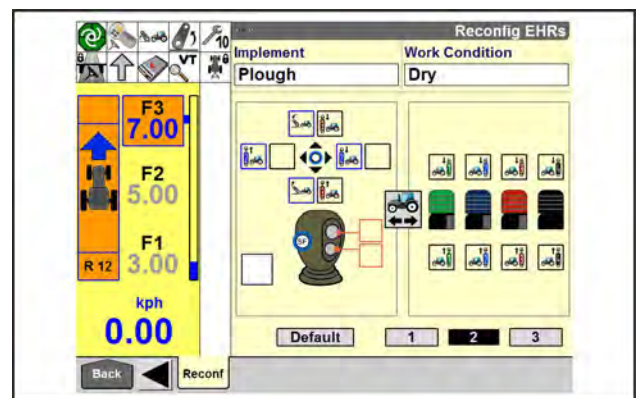 10
VT
A
Reconfig EHRs
Implement
Work Condition
Plough
Dry
F3
7.00
F2
5.00
F1
3.00
R 12
kph
0.00
SF
Default
1
2
3
Back
Reconf